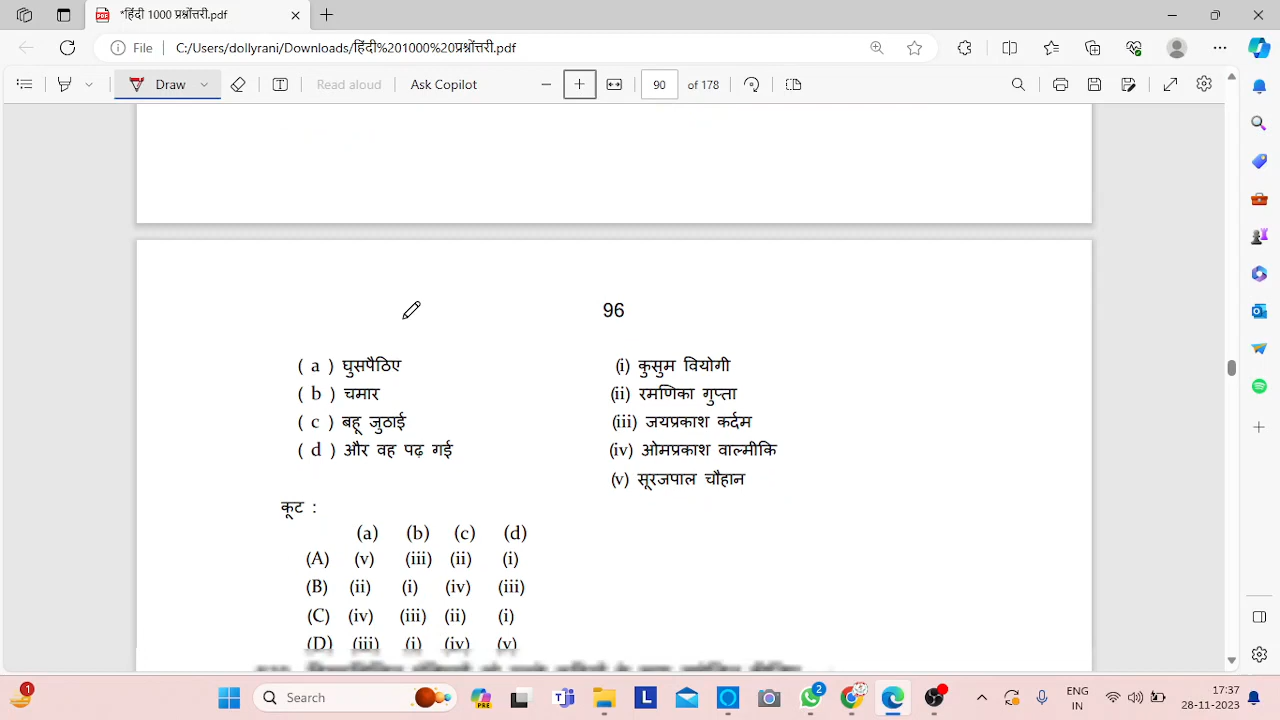 *हिंदी 1000 प्रश्नोंत्तरी.pdf
File C:/Users/dollyrani/Downloads/हिंदी%201000%20प्रश्नोंत्तरी.pdf
Draw Read aloud Ask Copilot 90 of 178
96
( a ) घुसपैठिए (i) कुसुम वियोगी
( b ) चमार (ii) रमणिका गुप्ता
( c ) बहू जुठाई (iii) जयप्रकाश कर्दम
( d ) और वह पढ़ गई (iv) ओमप्रकाश वाल्मीकि
(v) सूरजपाल चौहान
कूट :
(a) (b) (c) (d)
(A) (v) (iii) (ii) (i)
(B) (ii) (i) (iv) (iii)
(C) (iv) (iii) (ii) (i)
(D) (iii) (i) (iv) (v)
Search ENG 17:37
IN 28-11-2023